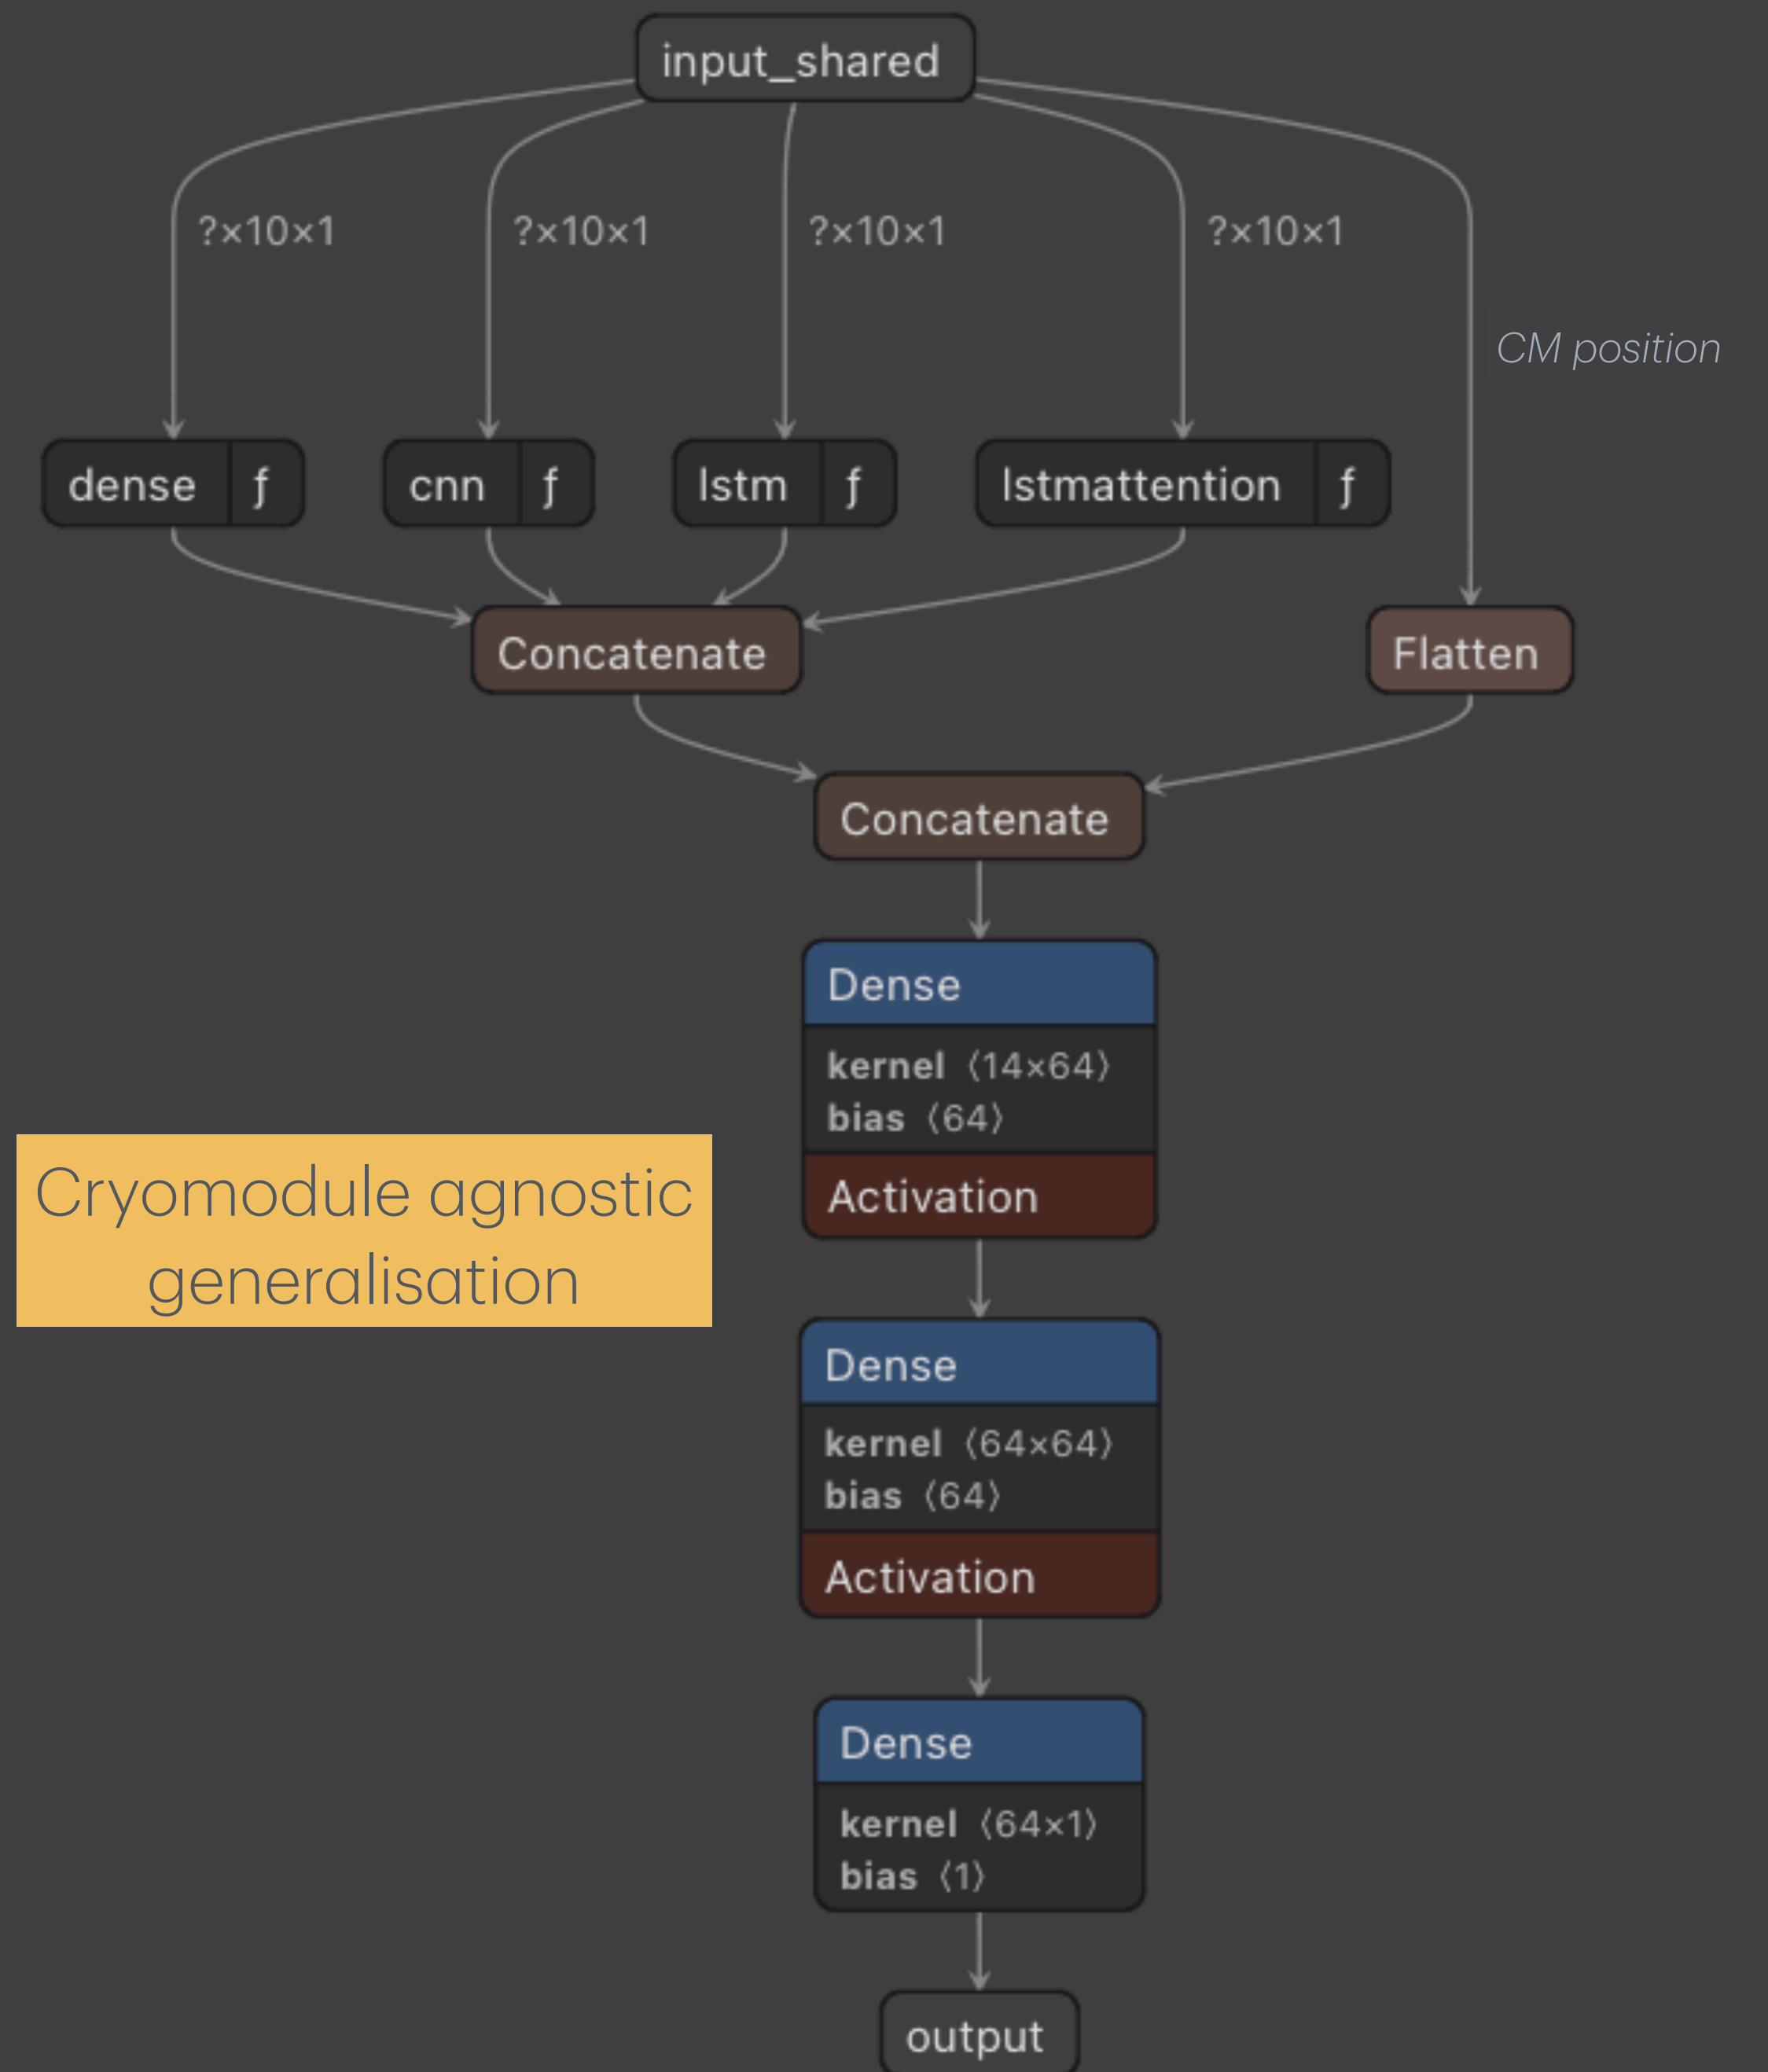 input_shared
?×10×1
?×10×1
?×10×1
?×10×1
CM position
dense ƒ
cnn ƒ
lstm ƒ
lstmattention ƒ
Concatenate
Flatten
Concatenate
Dense
kernel ⟨14×64⟩
bias ⟨64⟩
Activation
Cryomodule agnostic
generalisation
Dense
kernel ⟨64×64⟩
bias ⟨64⟩
Activation
Dense
kernel ⟨64×1⟩
bias ⟨1⟩
output